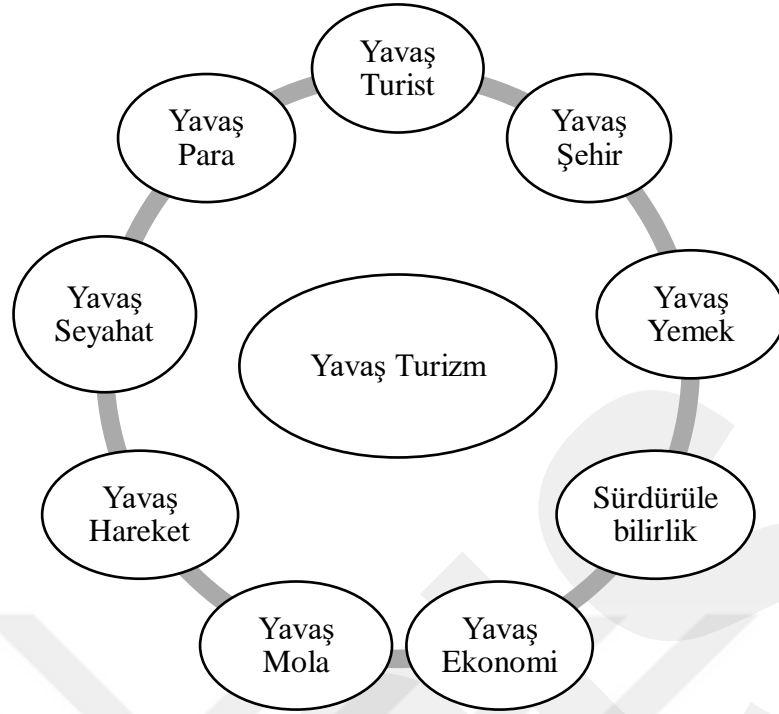 Yavaş
Turist
Yavaş
Şehir
Yavaş
Yemek
Sürdürüle
bilirlik
Yavaş
Ekonomi
Yavaş
Mola
Yavaş
Hareket
Yavaş
Seyahat
Yavaş
Para
Yavaş Turizm